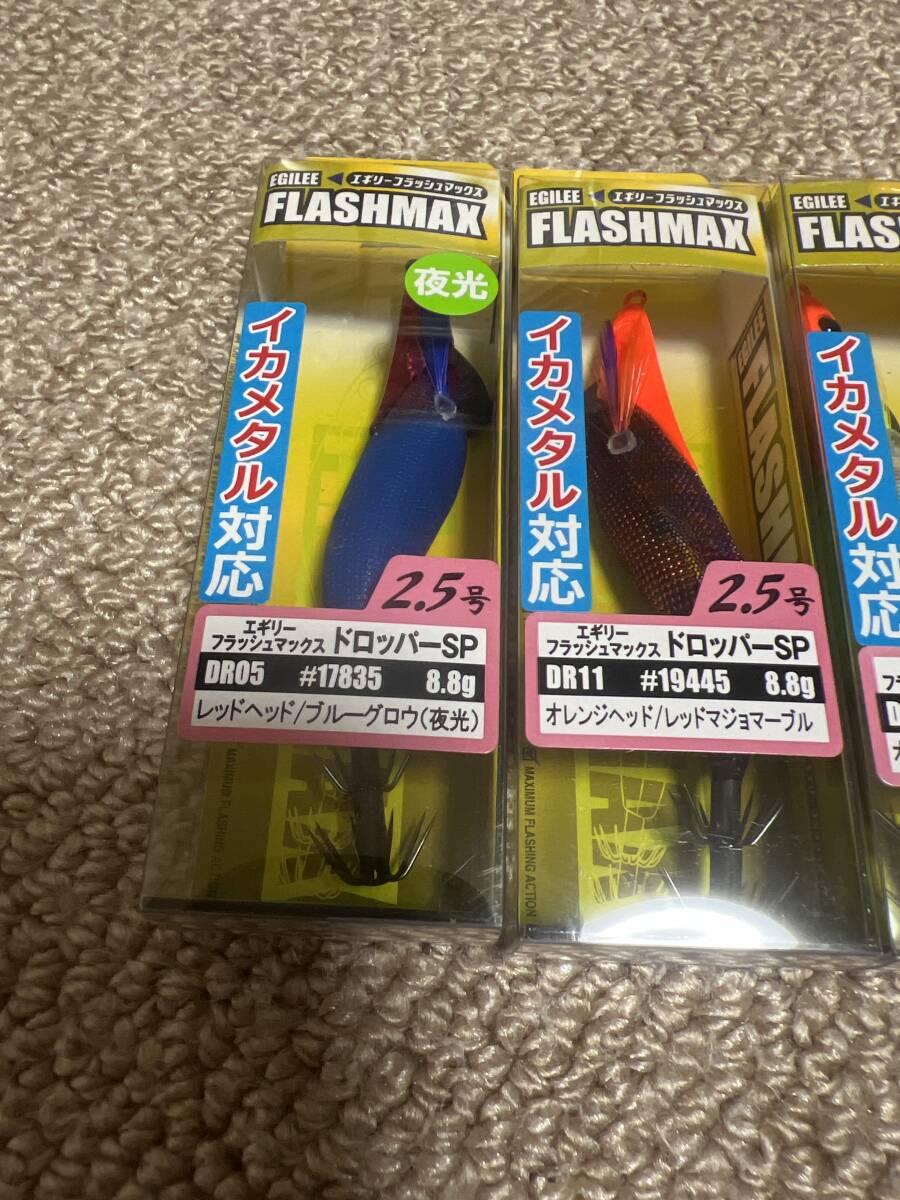 EGILEE エギリーフラッシュマックス
FLASHMAX
夜光
イカメタル対応
2.5号
エギリー
フラッシュマックス ドロッパーSP
DR05 #17835 8.8g
レッドヘッド/ブルーグロウ(夜光)
EGILEE エギリーフラッシュマックス
FLASHMAX
EGILEE
イカメタル対応
2.5号
エギリー
フラッシュマックス ドロッパーSP
DR11 #19445 8.8g
オレンジヘッド/レッドマジョマーブル
MAXIMUM FLASHING ACTION
EGILEE
イカメタル対応